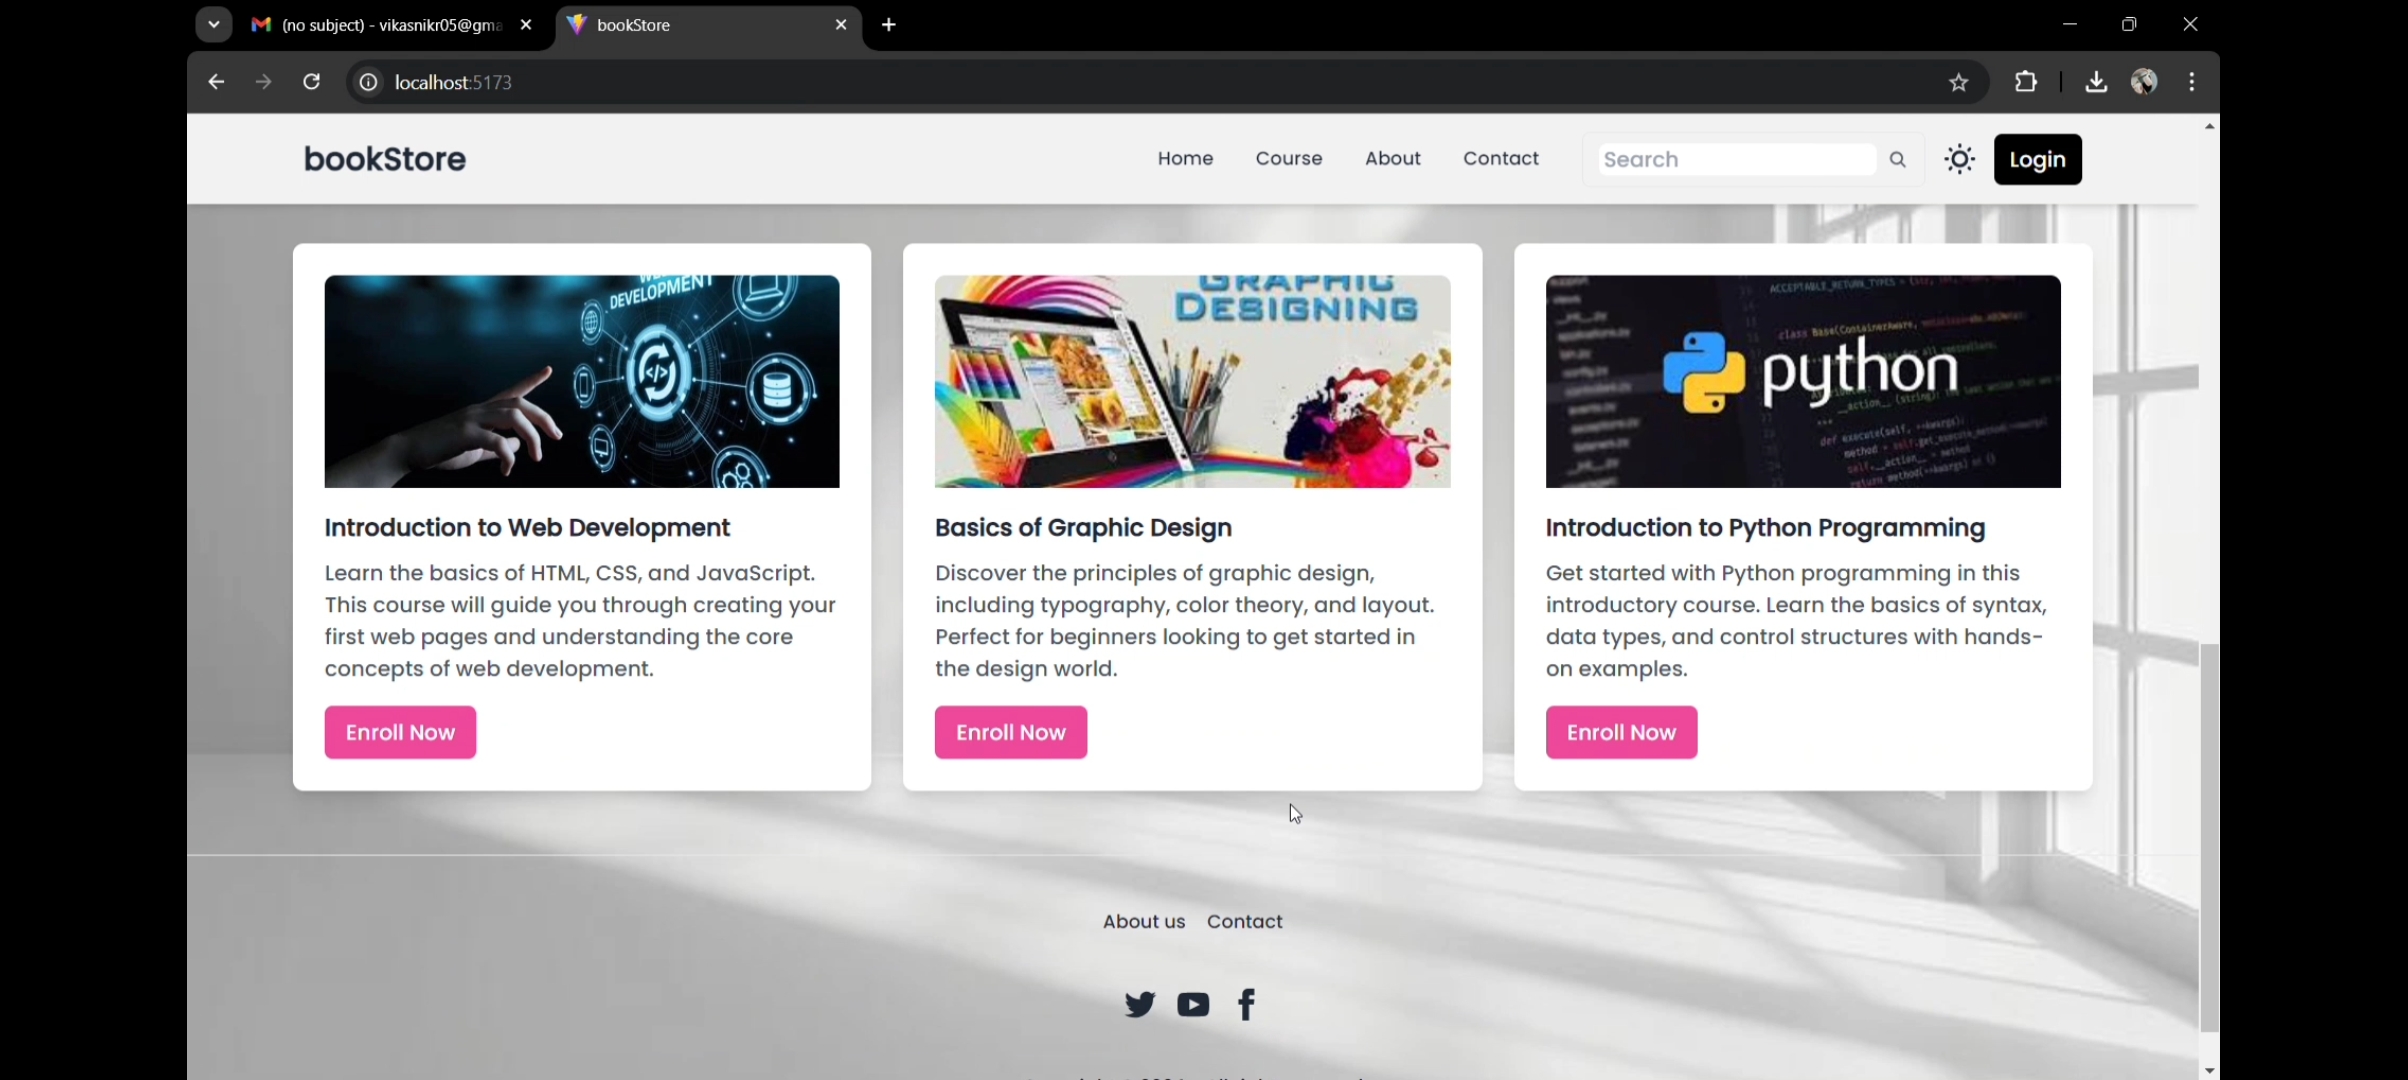 (no subject) - vikasnikr05@gma
bookStore
localhost:5173
bookStore
Home
Course
About
Contact
Search
Login
DEVELOPMENT
GRAPHIC
DESIGNING
python
Introduction to Web Development
Learn the basics of HTML, CSS, and JavaScript.
This course will guide you through creating your
first web pages and understanding the core
concepts of web development.
Enroll Now
Basics of Graphic Design
Discover the principles of graphic design,
including typography, color theory, and layout.
Perfect for beginners looking to get started in
the design world.
Enroll Now
Introduction to Python Programming
Get started with Python programming in this
introductory course. Learn the basics of syntax,
data types, and control structures with hands-
on examples.
Enroll Now
About us
Contact